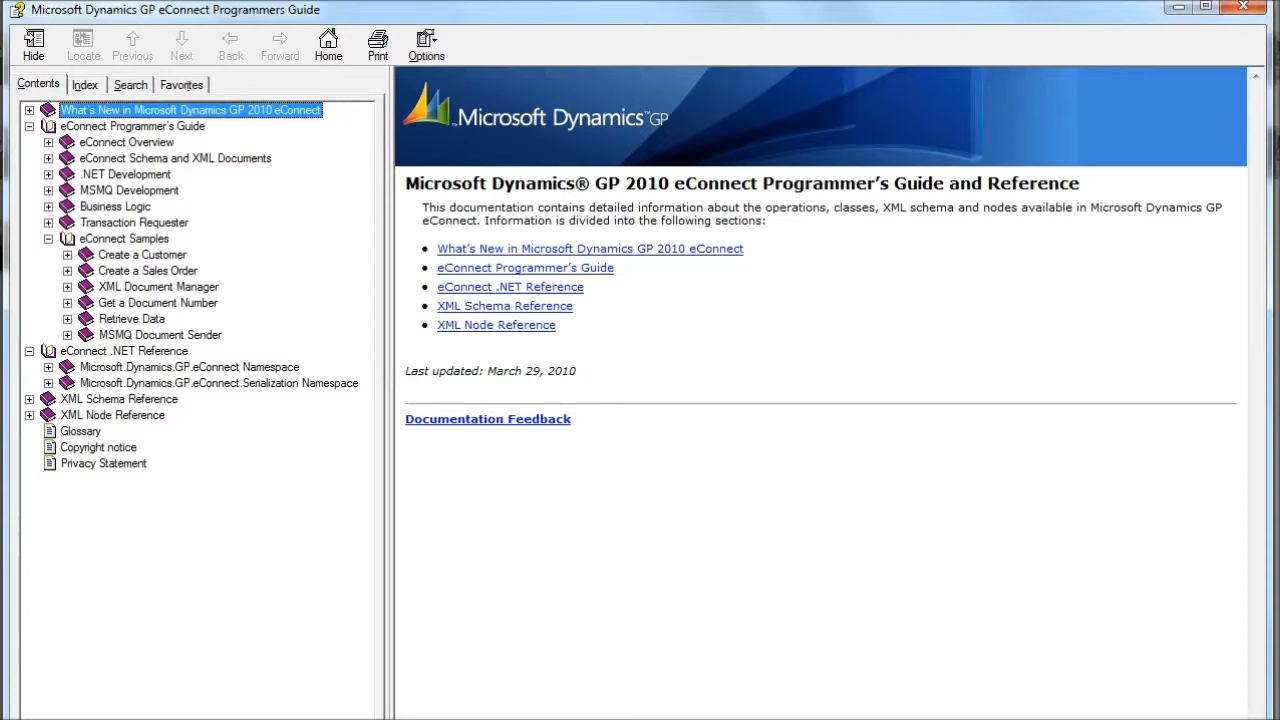 Microsoft Dynamics GP eConnect Programmers Guide
Hide Locate Previous Next Back Forward Home Print Options
Contents Index Search Favorites
What's New in Microsoft Dynamics GP 2010 eConnect
eConnect Programmer's Guide
eConnect Overview
eConnect Schema and XML Documents
.NET Development
MSMQ Development
Business Logic
Transaction Requester
eConnect Samples
Create a Customer
Create a Sales Order
XML Document Manager
Get a Document Number
Retrieve Data
MSMQ Document Sender
eConnect .NET Reference
Microsoft.Dynamics.GP.eConnect Namespace
Microsoft.Dynamics.GP.eConnect.Serialization Namespace
XML Schema Reference
XML Node Reference
Glossary
Copyright notice
Privacy Statement
Microsoft Dynamics™GP
Microsoft Dynamics® GP 2010 eConnect Programmer's Guide and Reference
This documentation contains detailed information about the operations, classes, XML schema and nodes available in Microsoft Dynamics GP
eConnect. Information is divided into the following sections:
• What's New in Microsoft Dynamics GP 2010 eConnect
• eConnect Programmer's Guide
• eConnect .NET Reference
• XML Schema Reference
• XML Node Reference
Last updated: March 29, 2010
Documentation Feedback